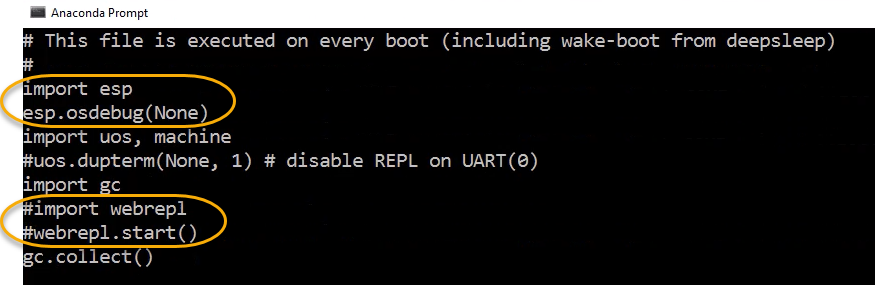 Anaconda Prompt
# This file is executed on every boot (including wake-boot from deepsleep)
#
import esp
esp.osdebug(None)
import uos, machine
#uos.dupterm(None, 1) # disable REPL on UART(0)
import gc
#import webrepl
#webrepl.start()
gc.collect()